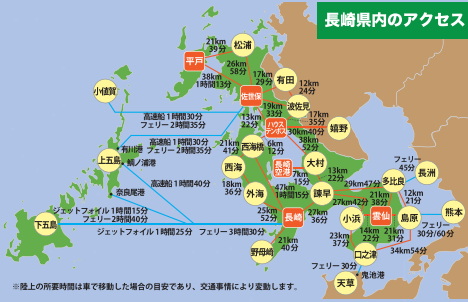 長崎県内のアクセス
21km
39分
松浦
平戸
26km
58分
38km
1時間13分
17km
29分
有田
12km
24分
小値賀
佐世保
波佐見
高速船 1時間30分
フェリー 2時間35分
19km
33分
17km
35分
13km
22分
ハウス
テンボス
30km40分
嬉野
高速船 1時間30分
フェリー 2時間35分
有川港
21km
41分
西海橋
6km
12分
38km
52分
上五島
鯛ノ浦港
西海
長崎
空港
大村
フェリー
45分
高速船 1時間40分
18km
36分
7km
15分
13km
22分
長洲
奈良尾港
外海
47km
1時間15分
諫早
29km47分
多比良
12km
21分
ジェットフォイル 1時間15分
フェリー 2時間40分
25km
52分
長崎
27km
36分
27km42分
21km
38分
小浜
雲仙
島原
熊本
下五島
ジェットフォイル 1時間25分
フェリー 3時間30分
14km
22分
21km
31分
フェリー
30分/60分
23km
37分
野母崎
21km
40分
口之津
34km54分
フェリー 30分
鬼池港
※陸上の所要時間は車で移動した場合の目安であり、交通事情により変動します。